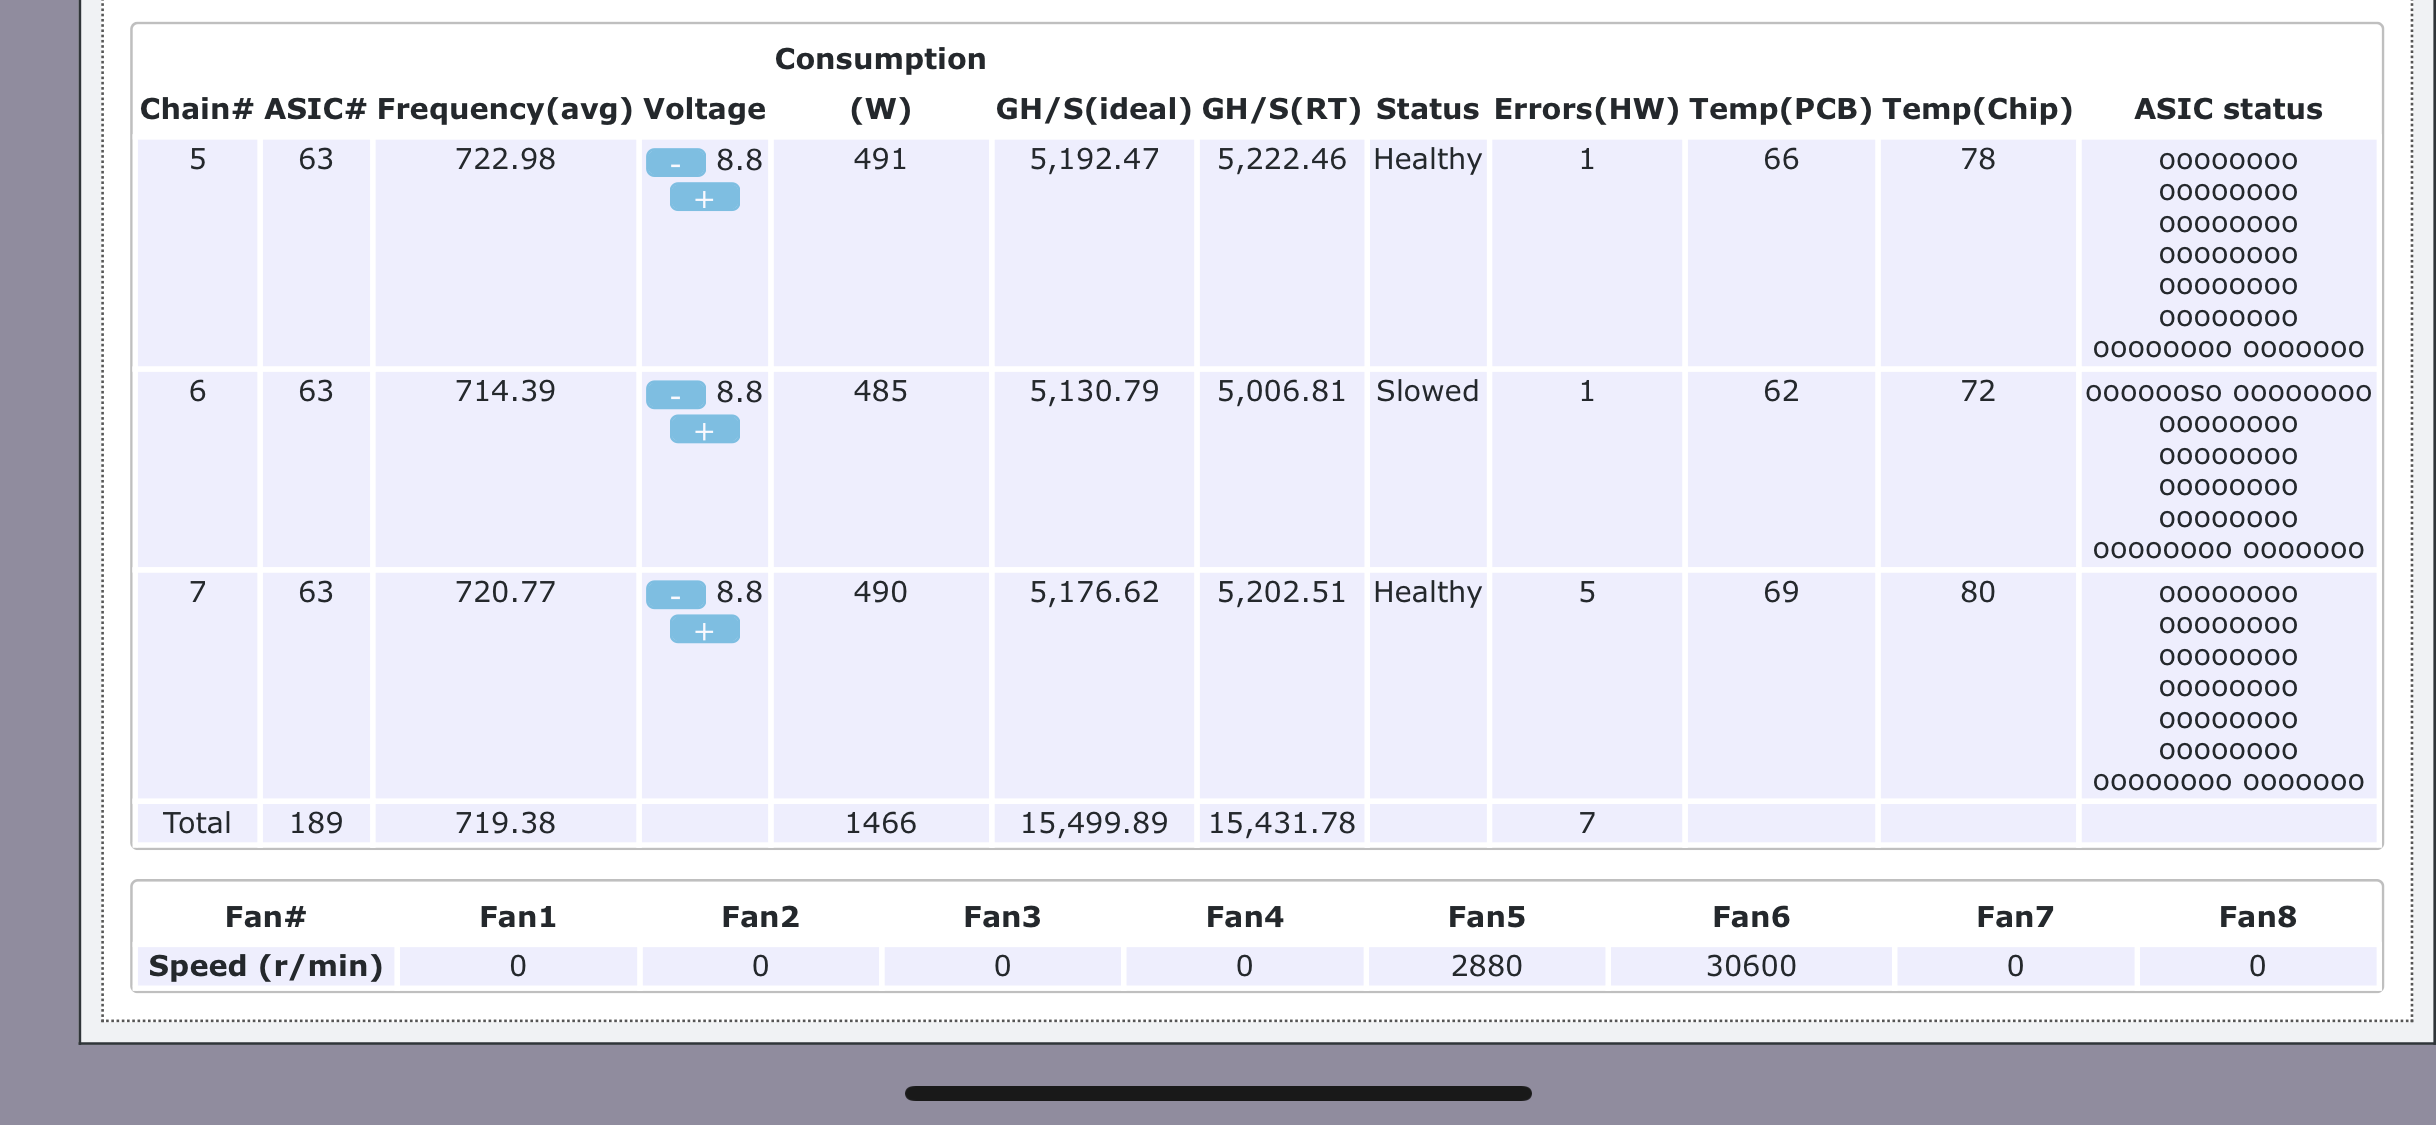 Consumption
Chain# ASIC# Frequency(avg) Voltage (W) GH/S(ideal) GH/S(RT) Status Errors(HW) Temp(PCB) Temp(Chip) ASIC status
5 63 722.98 - 8.8 491 5,192.47 5,222.46 Healthy 1 66 78 oooooooo
+ oooooooo
oooooooo
oooooooo
oooooooo
oooooooo
oooooooo ooooooo
6 63 714.39 - 8.8 485 5,130.79 5,006.81 Slowed 1 62 72 ooooooso oooooooo
+ oooooooo
oooooooo
oooooooo
oooooooo
oooooooo ooooooo
7 63 720.77 - 8.8 490 5,176.62 5,202.51 Healthy 5 69 80 oooooooo
+ oooooooo
oooooooo
oooooooo
oooooooo
oooooooo
oooooooo ooooooo
Total 189 719.38 1466 15,499.89 15,431.78 7
Fan# Fan1 Fan2 Fan3 Fan4 Fan5 Fan6 Fan7 Fan8
Speed (r/min) 0 0 0 0 2880 30600 0 0